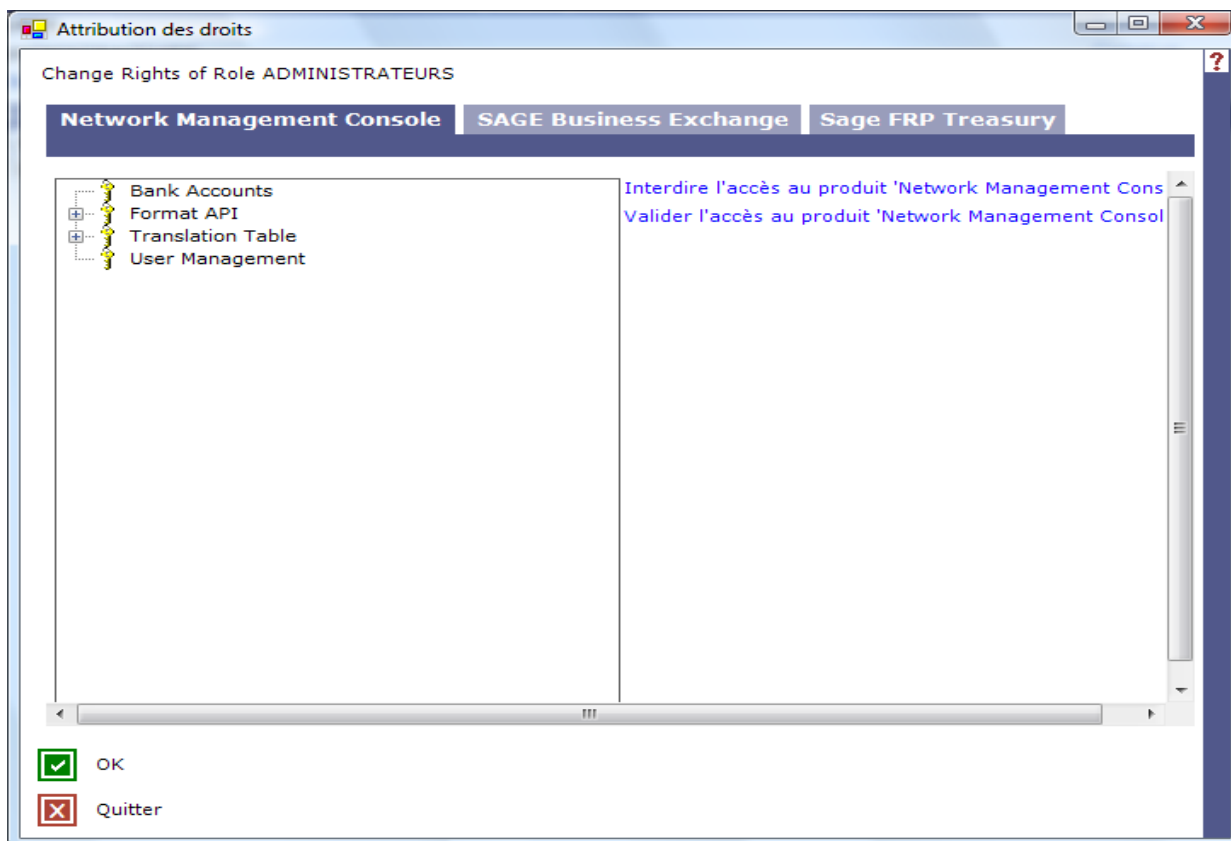 Attribution des droits
?
Change Rights of Role ADMINISTRATEURS
Network Management Console SAGE Business Exchange Sage FRP Treasury
Bank Accounts
Format API
Translation Table
User Management
Interdire l'accès au produit 'Network Management Cons
Valider l'accès au produit 'Network Management Consol
OK
Quitter